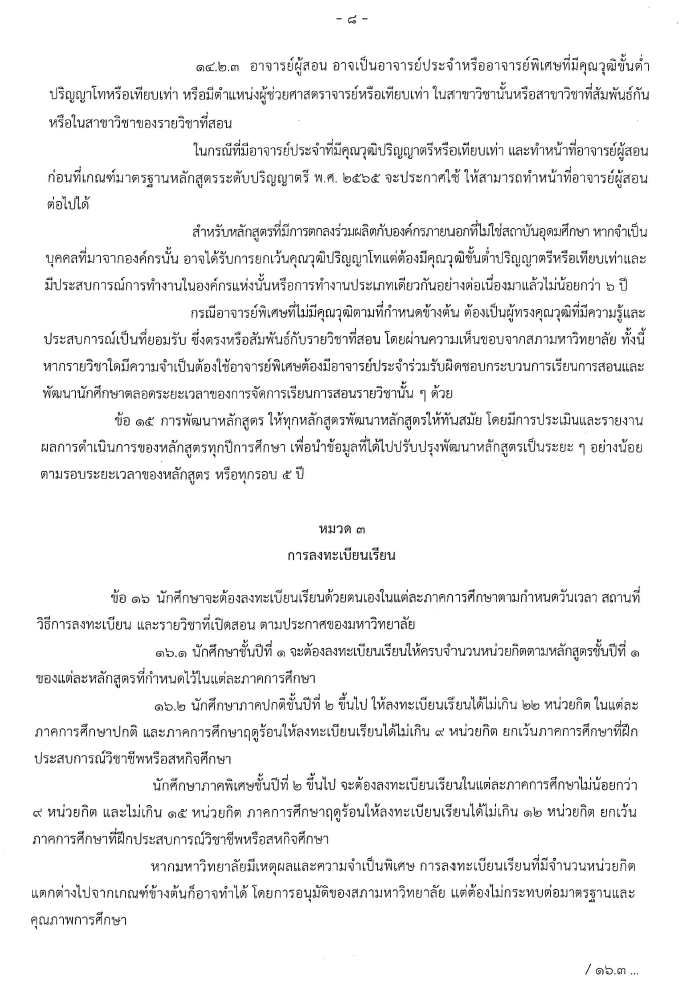 - ๘ -
๑๔.๒.๓ อาจารย์ผู้สอน อาจเป็นอาจารย์ประจำหรืออาจารย์พิเศษที่มีคุณวุฒิขั้นต่ำ
ปริญญาโทหรือเทียบเท่า หรือมีตำแหน่งผู้ช่วยศาสตราจารย์หรือเทียบเท่า ในสาขาวิชานั้นหรือสาขาวิชาที่สัมพันธ์กัน
หรือในสาขาวิชาของรายวิชาที่สอน
ในกรณีที่มีอาจารย์ประจำที่มีคุณวุฒิปริญญาตรีหรือเทียบเท่า และทำหน้าที่อาจารย์ผู้สอน
ก่อนที่เกณฑ์มาตรฐานหลักสูตรระดับปริญญาตรี พ.ศ. ๒๕๖๕ จะประกาศใช้ ให้สามารถทำหน้าที่อาจารย์ผู้สอน
ต่อไปได้
สำหรับหลักสูตรที่มีการตกลงร่วมผลิตกับองค์กรภายนอกที่ไม่ใช่สถาบันอุดมศึกษา หากจำเป็น
บุคคลที่มาจากองค์กรนั้น อาจได้รับการยกเว้นคุณวุฒิปริญญาโทแต่ต้องมีคุณวุฒิขั้นต่ำปริญญาตรีหรือเทียบเท่าและ
มีประสบการณ์การทำงานในองค์กรแห่งนั้นหรือการทำงานประเภทเดียวกันอย่างต่อเนื่องมาแล้วไม่น้อยกว่า ๖ ปี
กรณีอาจารย์พิเศษที่ไม่มีคุณวุฒิตามที่กำหนดข้างต้น ต้องเป็นผู้ทรงคุณวุฒิที่มีความรู้และ
ประสบการณ์เป็นที่ยอมรับ ซึ่งตรงหรือสัมพันธ์กับรายวิชาที่สอน โดยผ่านความเห็นชอบจากสภามหาวิทยาลัย ทั้งนี้
หากรายวิชาใดมีความจำเป็นต้องใช้อาจารย์พิเศษต้องมีอาจารย์ประจำร่วมรับผิดชอบกระบวนการเรียนการสอนและ
พัฒนานักศึกษาตลอดระยะเวลาของการจัดการเรียนการสอนรายวิชานั้น ๆ ด้วย
ข้อ ๑๕ การพัฒนาหลักสูตร ให้ทุกหลักสูตรพัฒนาหลักสูตรให้ทันสมัย โดยมีการประเมินและรายงาน
ผลการดำเนินการของหลักสูตรทุกปีการศึกษา เพื่อนำข้อมูลที่ได้ไปปรับปรุงพัฒนาหลักสูตรเป็นระยะ ๆ อย่างน้อย
ตามรอบระยะเวลาของหลักสูตร หรือทุกรอบ ๕ ปี
หมวด ๓
การลงทะเบียนเรียน
ข้อ ๑๖ นักศึกษาจะต้องลงทะเบียนเรียนด้วยตนเองในแต่ละภาคการศึกษาตามกำหนดวันเวลา สถานที่
วิธีการลงทะเบียน และรายวิชาที่เปิดสอน ตามประกาศของมหาวิทยาลัย
๑๖.๑ นักศึกษาชั้นปีที่ ๑ จะต้องลงทะเบียนเรียนให้ครบจำนวนหน่วยกิตตามหลักสูตรชั้นปีที่ ๑
ของแต่ละหลักสูตรที่กำหนดไว้ในแต่ละภาคการศึกษา
๑๖.๒ นักศึกษาภาคปกติชั้นปีที่ ๒ ขึ้นไป ให้ลงทะเบียนเรียนได้ไม่เกิน ๒๒ หน่วยกิต ในแต่ละ
ภาคการศึกษาปกติ และภาคการศึกษาฤดูร้อนให้ลงทะเบียนเรียนได้ไม่เกิน ๙ หน่วยกิต ยกเว้นภาคการศึกษาที่ฝึก
ประสบการณ์วิชาชีพหรือสหกิจศึกษา
นักศึกษาภาคพิเศษชั้นปีที่ ๒ ขึ้นไป จะต้องลงทะเบียนเรียนในแต่ละภาคการศึกษาไม่น้อยกว่า
๙ หน่วยกิต และไม่เกิน ๑๕ หน่วยกิต ภาคการศึกษาฤดูร้อนให้ลงทะเบียนเรียนได้ไม่เกิน ๑๒ หน่วยกิต ยกเว้น
ภาคการศึกษาที่ฝึกประสบการณ์วิชาชีพหรือสหกิจศึกษา
หากมหาวิทยาลัยมีเหตุผลและความจำเป็นพิเศษ การลงทะเบียนเรียนที่มีจำนวนหน่วยกิต
แตกต่างไปจากเกณฑ์ข้างต้นก็อาจทำได้ โดยการอนุมัติของสภามหาวิทยาลัย แต่ต้องไม่กระทบต่อมาตรฐานและ
คุณภาพการศึกษา
/ ๑๖.๓ ...